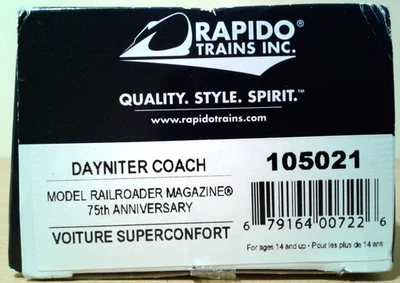 RAPIDO
TRAINS INC.
QUALITY. STYLE. SPIRIT.™
www.rapidotrains.com
DAYNITER COACH
105021
MODEL RAILROADER MAGAZINE®
75th ANNIVERSARY
VOITURE SUPERCONFORT
6 79164 00722 6
For ages 14 and up • Pour les plus de 14 ans